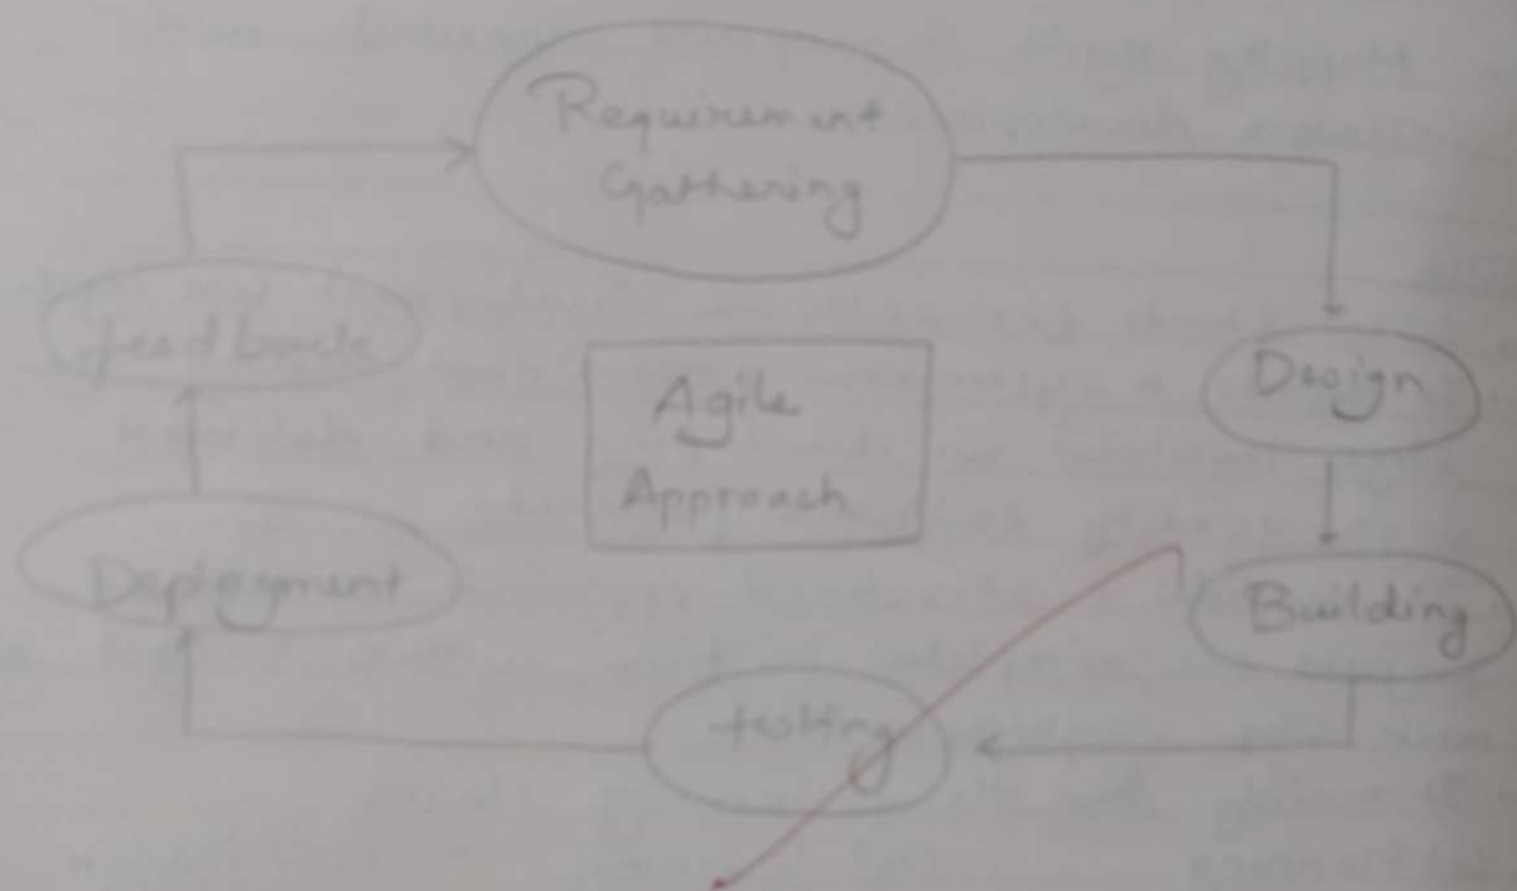 Requirement
Gathering
feedback
Agile
Approach
Design
Deployment
Building
testing